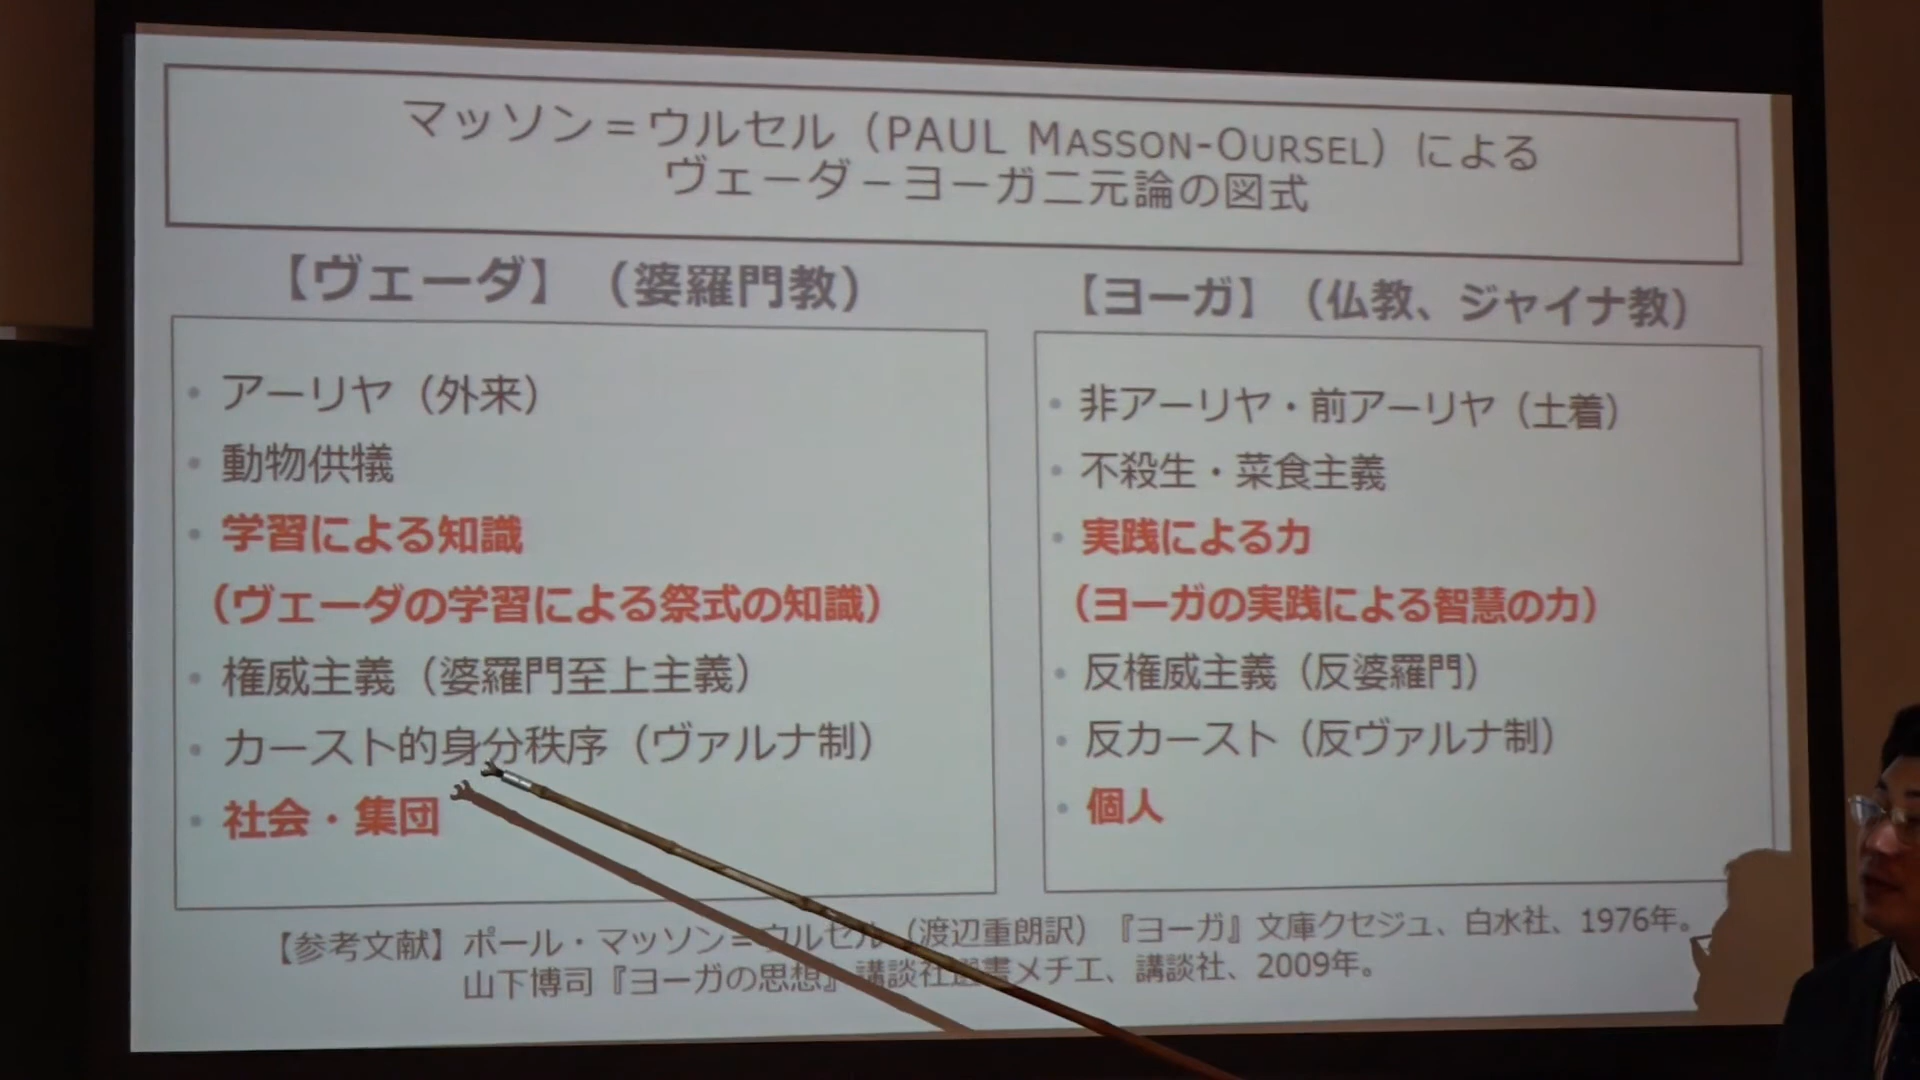 マッソン＝ウルセル（PAUL MASSON-OURSEL）による
ヴェーダ－ヨーガ二元論の図式
【ヴェーダ】（婆羅門教）
・アーリヤ（外来）
・動物供犠
・学習による知識
（ヴェーダの学習による祭式の知識）
・権威主義（婆羅門至上主義）
・カースト的身分秩序（ヴァルナ制）
・社会・集団
【ヨーガ】（仏教、ジャイナ教）
・非アーリヤ・前アーリヤ（土着）
・不殺生・菜食主義
・実践による力
（ヨーガの実践による智慧の力）
・反権威主義（反婆羅門）
・反カースト（反ヴァルナ制）
・個人
【参考文献】ポール・マッソン＝ウルセル（渡辺重朗訳）『ヨーガ』文庫クセジュ、白水社、1976年。
山下博司『ヨーガの思想』講談社選書メチエ、講談社、2009年。